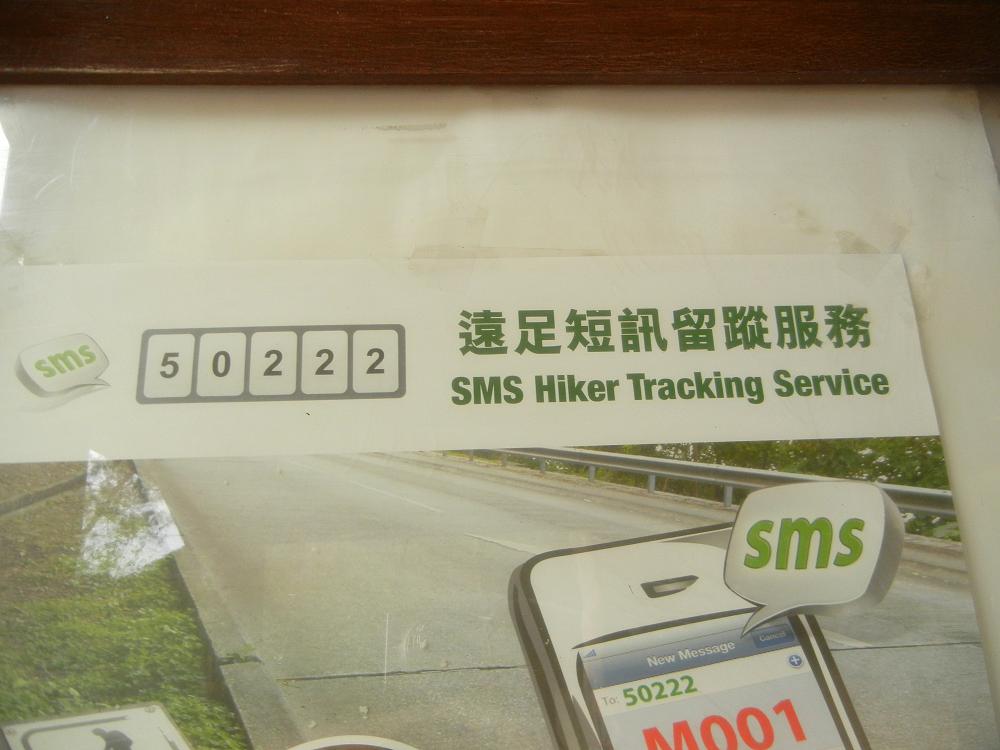 sms
50222
遠足短訊留蹤服務
SMS Hiker Tracking Service
sms
New Message
Cancel
To: 50222
M001